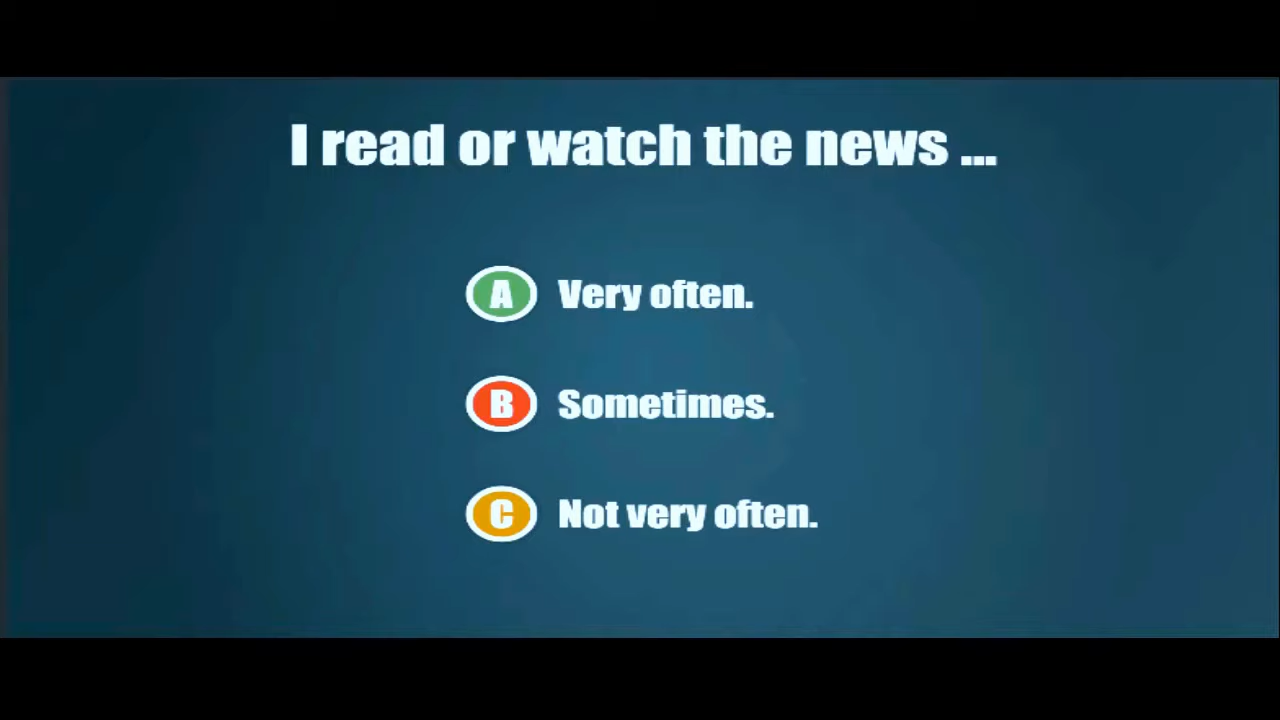 I read or watch the news ...
A Very often.
B Sometimes.
C Not very often.